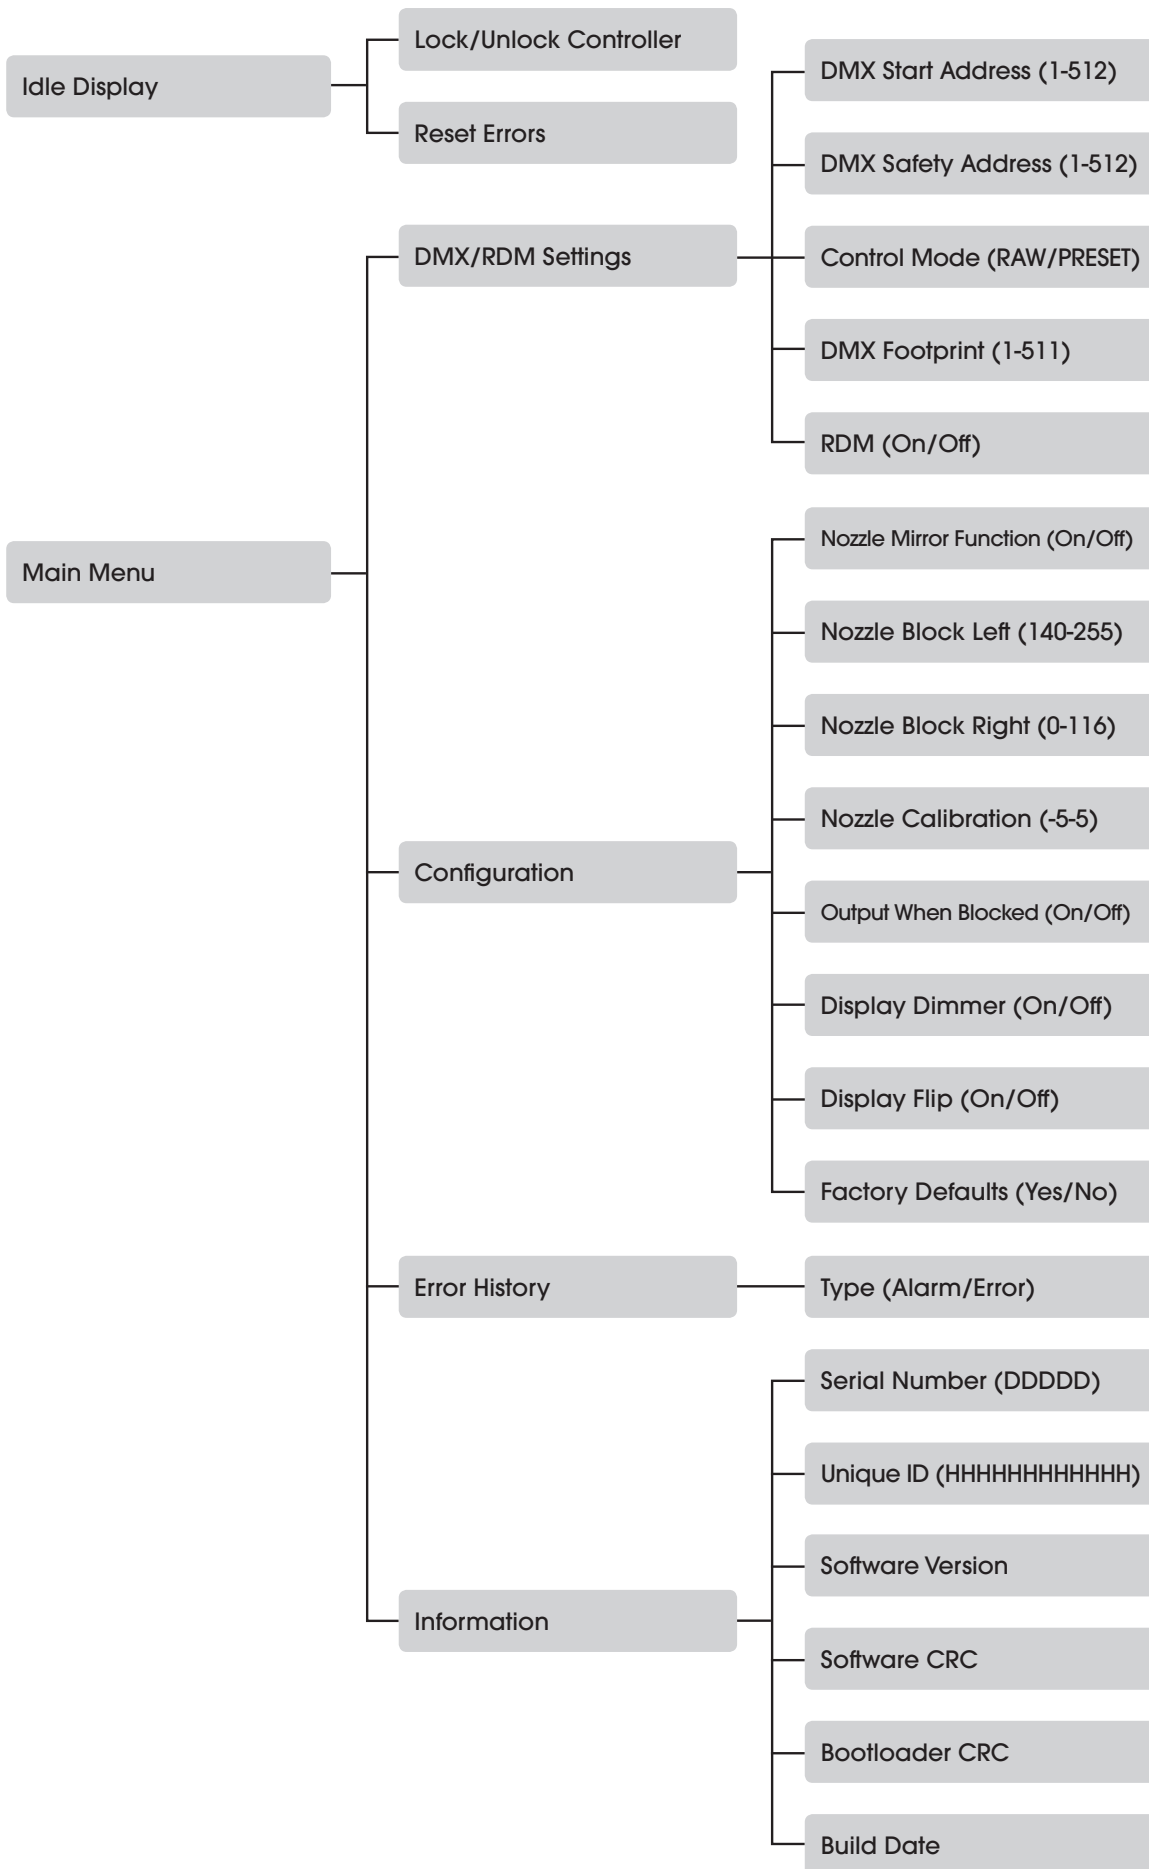 Idle Display
Lock/Unlock Controller
Reset Errors
Main Menu
DMX/RDM Settings
DMX Start Address (1-512)
DMX Safety Address (1-512)
Control Mode (RAW/PRESET)
DMX Footprint (1-511)
RDM (On/Off)
Configuration
Nozzle Mirror Function (On/Off)
Nozzle Block Left (140-255)
Nozzle Block Right (0-116)
Nozzle Calibration (-5-5)
Output When Blocked (On/Off)
Display Dimmer (On/Off)
Display Flip (On/Off)
Factory Defaults (Yes/No)
Error History
Type (Alarm/Error)
Information
Serial Number (DDDDD)
Unique ID (HHHHHHHHHHHH)
Software Version
Software CRC
Bootloader CRC
Build Date